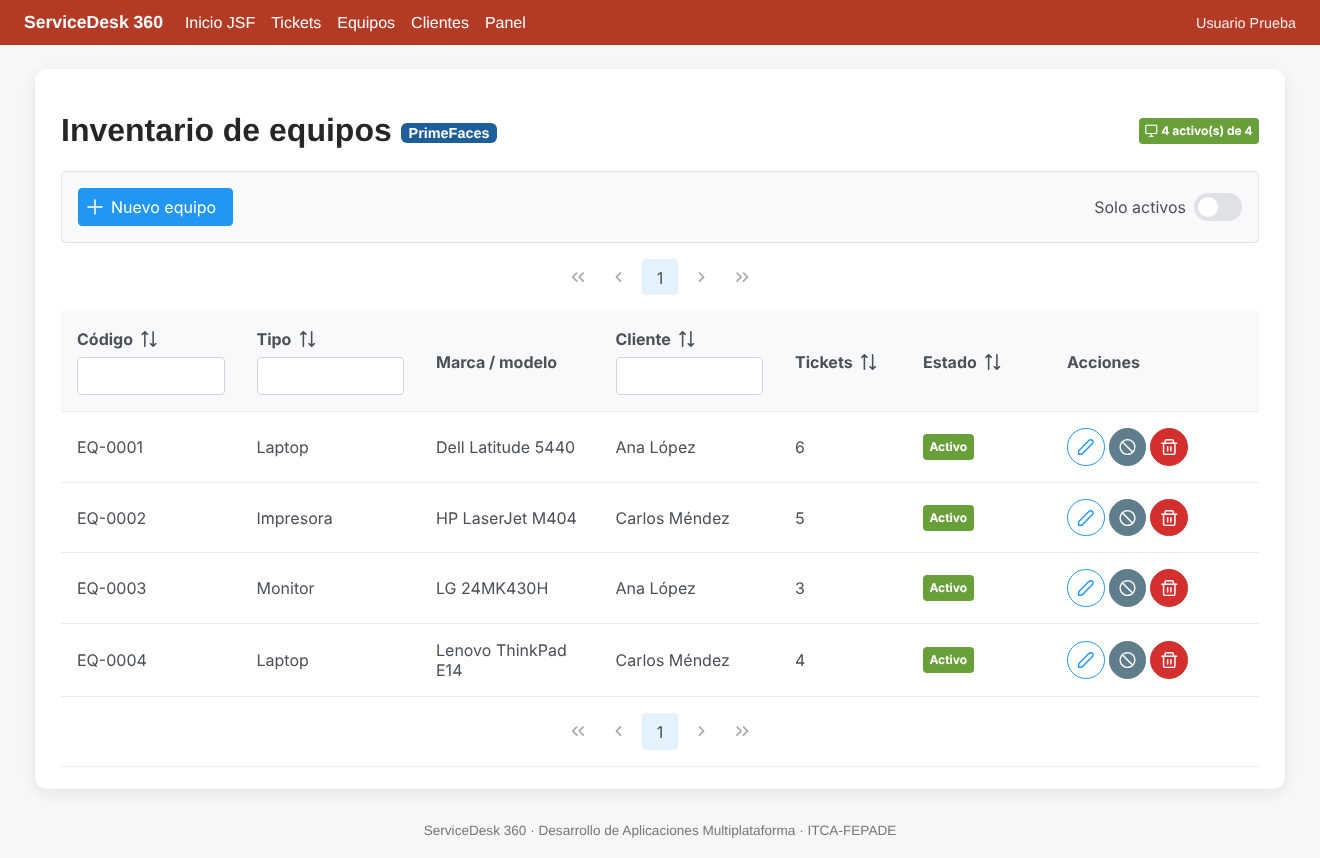 ServiceDesk 360 Inicio JSF Tickets Equipos Clientes Panel Usuario Prueba
Inventario de equipos PrimeFaces 4 activo(s) de 4
Nuevo equipo Solo activos
1
Código Tipo Marca / modelo Cliente Tickets Estado Acciones
EQ-0001 Laptop Dell Latitude 5440 Ana López 6 Activo
EQ-0002 Impresora HP LaserJet M404 Carlos Méndez 5 Activo
EQ-0003 Monitor LG 24MK430H Ana López 3 Activo
EQ-0004 Laptop Lenovo ThinkPad E14 Carlos Méndez 4 Activo
1
ServiceDesk 360 · Desarrollo de Aplicaciones Multiplataforma · ITCA-FEPADE